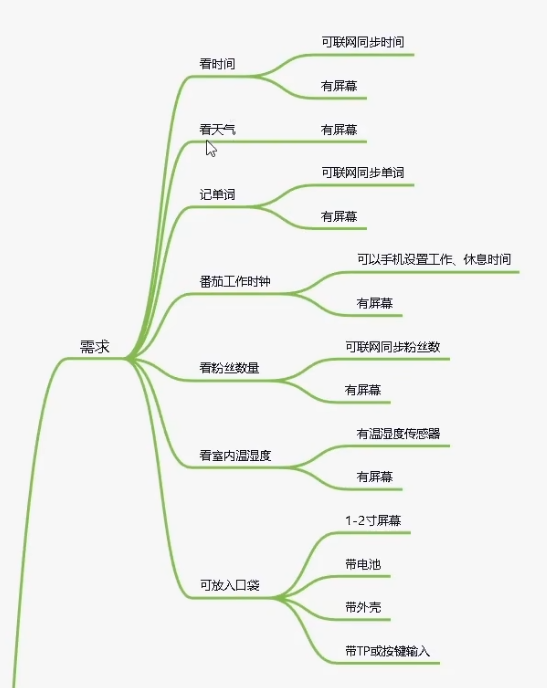 可联网同步时间
看时间
有屏幕
看天气
有屏幕
可联网同步单词
记单词
有屏幕
可以手机设置工作、休息时间
番茄工作时钟
有屏幕
需求
可联网同步粉丝数
看粉丝数量
有屏幕
有温湿度传感器
看室内温湿度
有屏幕
1-2寸屏幕
带电池
可放入口袋
带外壳
带TP或按键输入